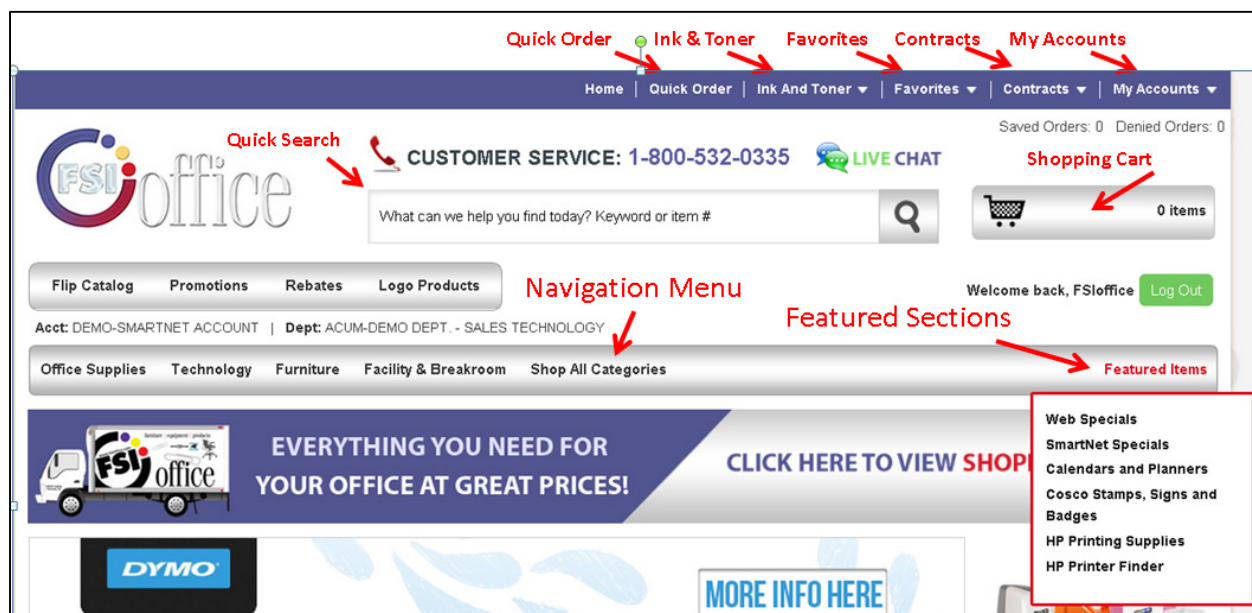 Quick Order Ink & Toner Favorites Contracts My Accounts
Home | Quick Order | Ink And Toner | Favorites | Contracts | My Accounts
Saved Orders: 0 Denied Orders: 0
Quick Search
CUSTOMER SERVICE: 1-800-532-0335 LIVE CHAT
Shopping Cart
FSI office
What can we help you find today? Keyword or item #
0 items
Flip Catalog Promotions Rebates Logo Products
Navigation Menu
Welcome back, FSIoffice Log Out
Acct: DEMO-SMARTNET ACCOUNT | Dept: ACUM-DEMO DEPT. - SALES TECHNOLOGY
Featured Sections
Office Supplies Technology Furniture Facility & Breakroom Shop All Categories Featured Items
Web Specials
SmartNet Specials
Calendars and Planners
Cosco Stamps, Signs and
Badges
HP Printing Supplies
HP Printer Finder
furniture | equipment | products
FSI office
EVERYTHING YOU NEED FOR
YOUR OFFICE AT GREAT PRICES!
CLICK HERE TO VIEW SHOP
DYMO
MORE INFO HERE